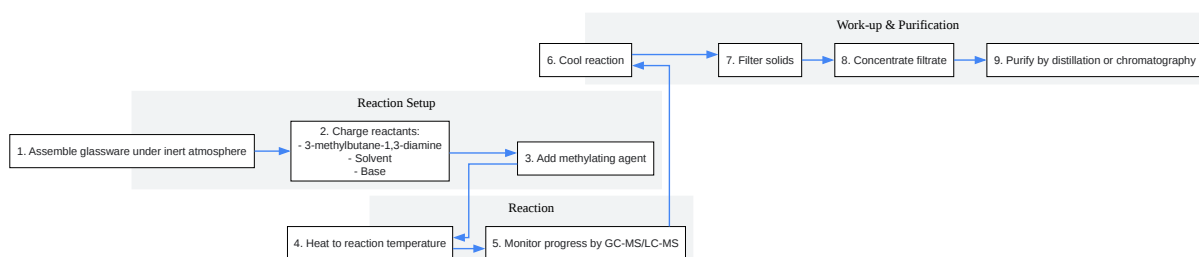 Work-up & Purification
6. Cool reaction
7. Filter solids
8. Concentrate filtrate
9. Purify by distillation or chromatography
Reaction Setup
1. Assemble glassware under inert atmosphere
2. Charge reactants:
- 3-methylbutane-1,3-diamine
- Solvent
- Base
3. Add methylating agent
Reaction
4. Heat to reaction temperature
5. Monitor progress by GC-MS/LC-MS